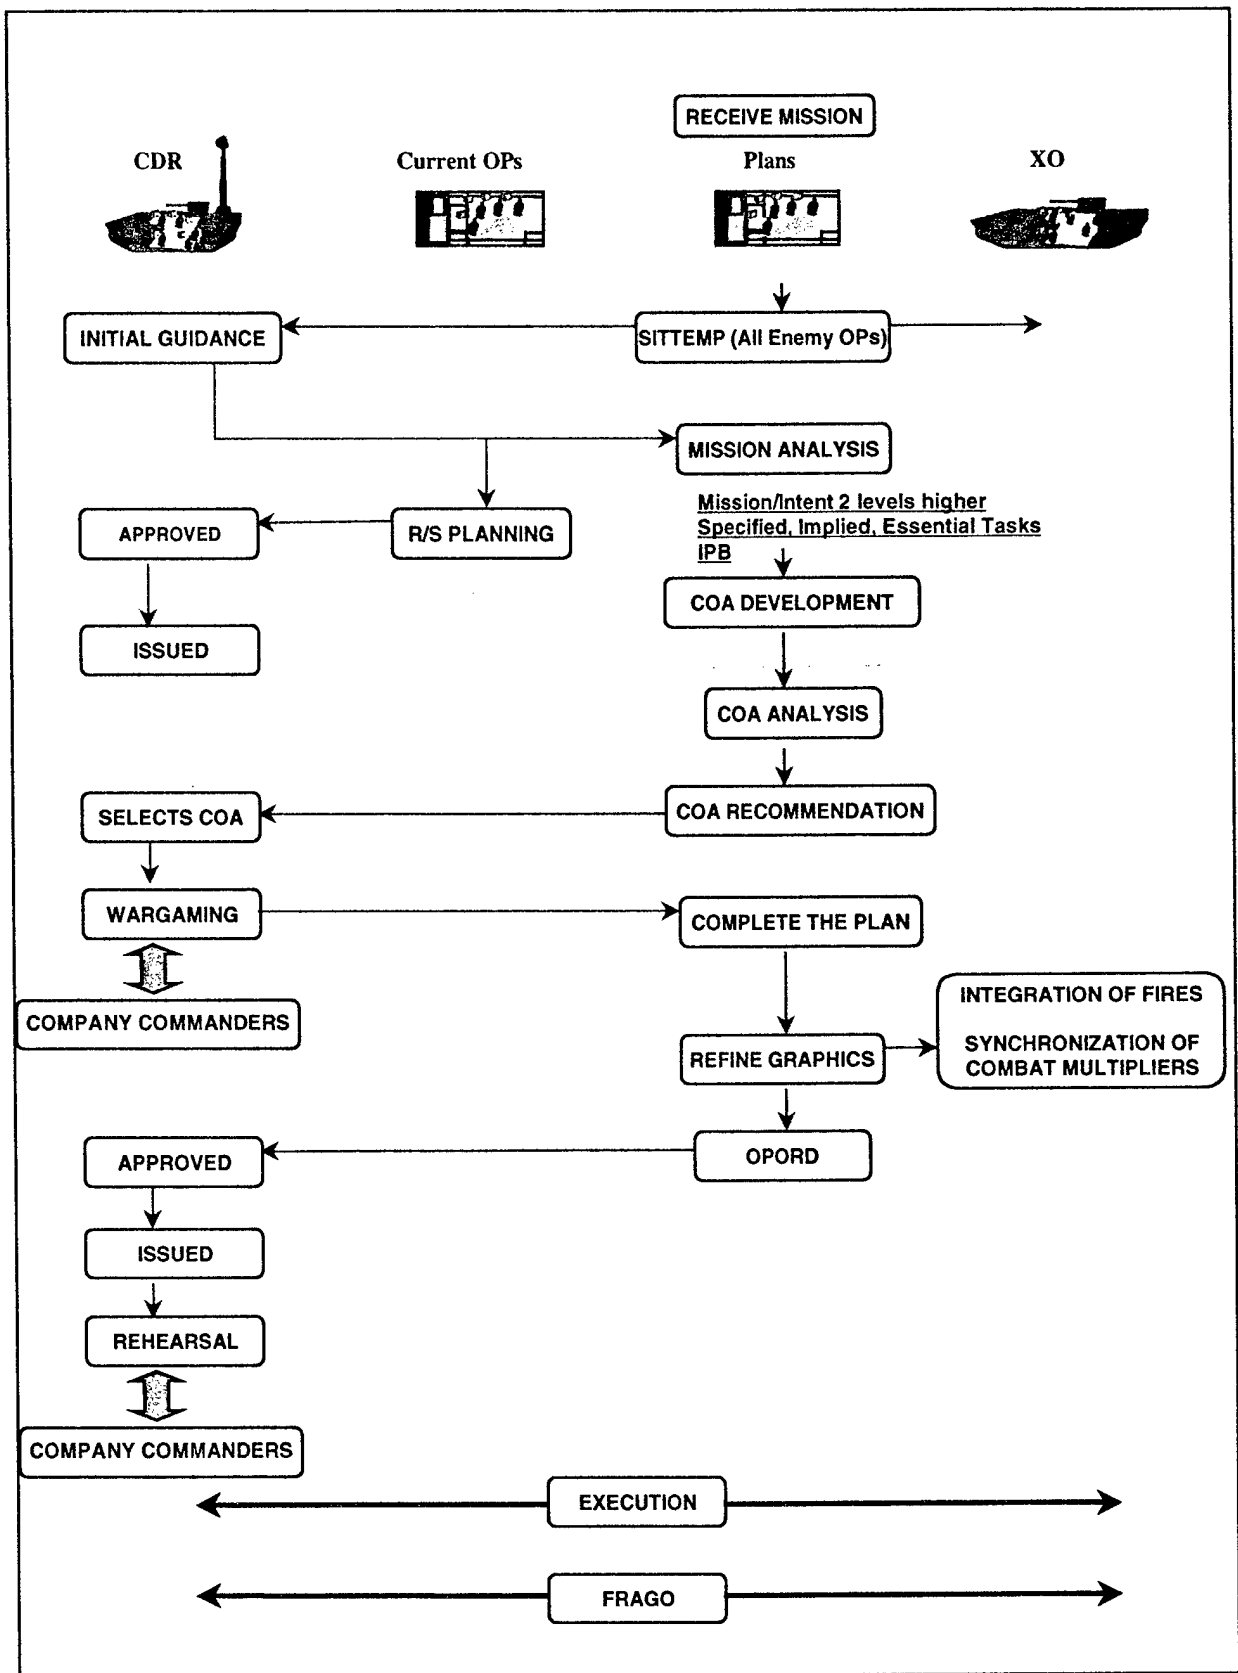 RECEIVE MISSION
CDR
Current OPs
Plans
XO
INITIAL GUIDANCE
SITTEMP (All Enemy OPs)
MISSION ANALYSIS
Mission/Intent 2 levels higher
Specified, Implied, Essential Tasks
IPB
APPROVED
R/S PLANNING
COA DEVELOPMENT
ISSUED
COA ANALYSIS
SELECTS COA
COA RECOMMENDATION
WARGAMING
COMPLETE THE PLAN
COMPANY COMMANDERS
INTEGRATION OF FIRES
SYNCHRONIZATION OF
COMBAT MULTIPLIERS
REFINE GRAPHICS
APPROVED
OPORD
ISSUED
REHEARSAL
COMPANY COMMANDERS
EXECUTION
FRAGO